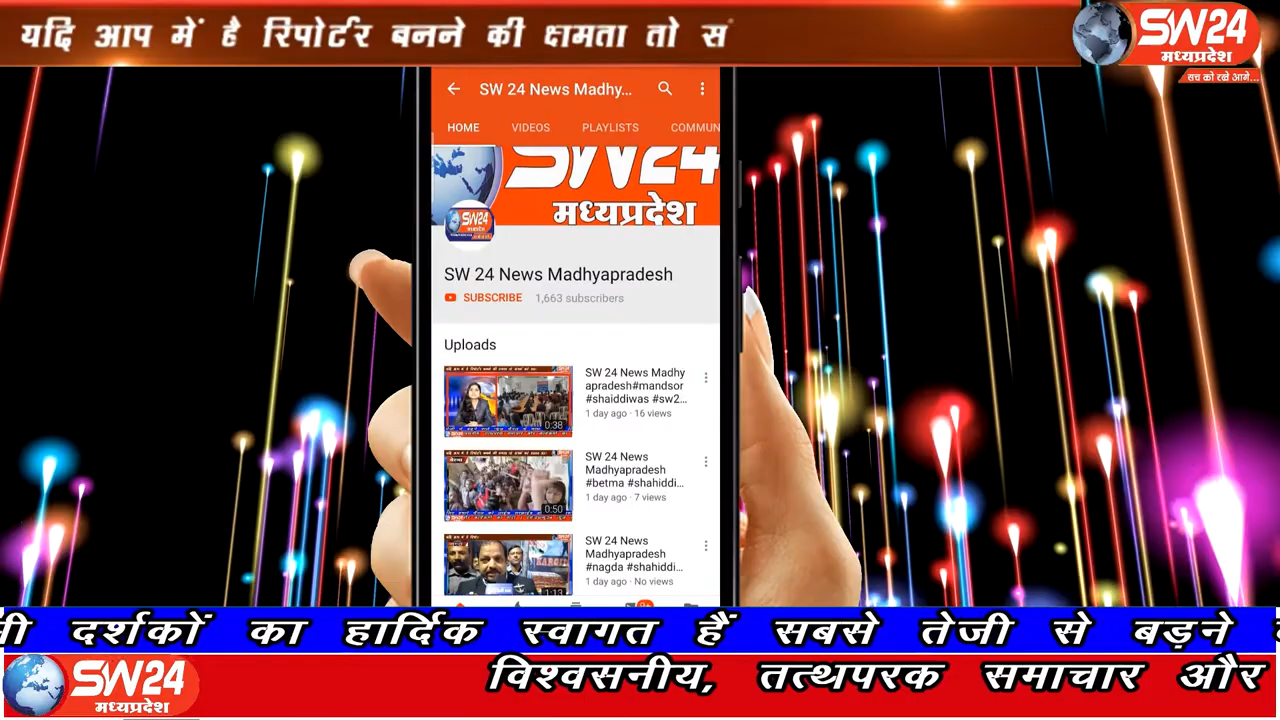 यदि आप में है रिपोर्टर बनने की क्षमता तो
SW24
मध्यप्रदेश
सच को रखे आगे...
SW 24 News Madhy...
HOME VIDEOS PLAYLISTS COMMUN
SW24
मध्यप्रदेश
SW24
SW 24 News Madhyapradesh
SUBSCRIBE 1,663 subscribers
Uploads
SW 24 News Madhy
apradesh#mandsor
#shaiddiwas #sw2...
1 day ago · 16 views
0:38
SW 24 News
Madhyapradesh
#betma #shahiddi...
1 day ago · 7 views
0:50
SW 24 News
Madhyapradesh
#nagda #shahiddi...
1 day ago · No views
1:13
दर्शकों का हार्दिक स्वागत हैं सबसे तेजी से बड़ने
विश्वसनीय, तत्थपरक समाचार और
SW24
मध्यप्रदेश